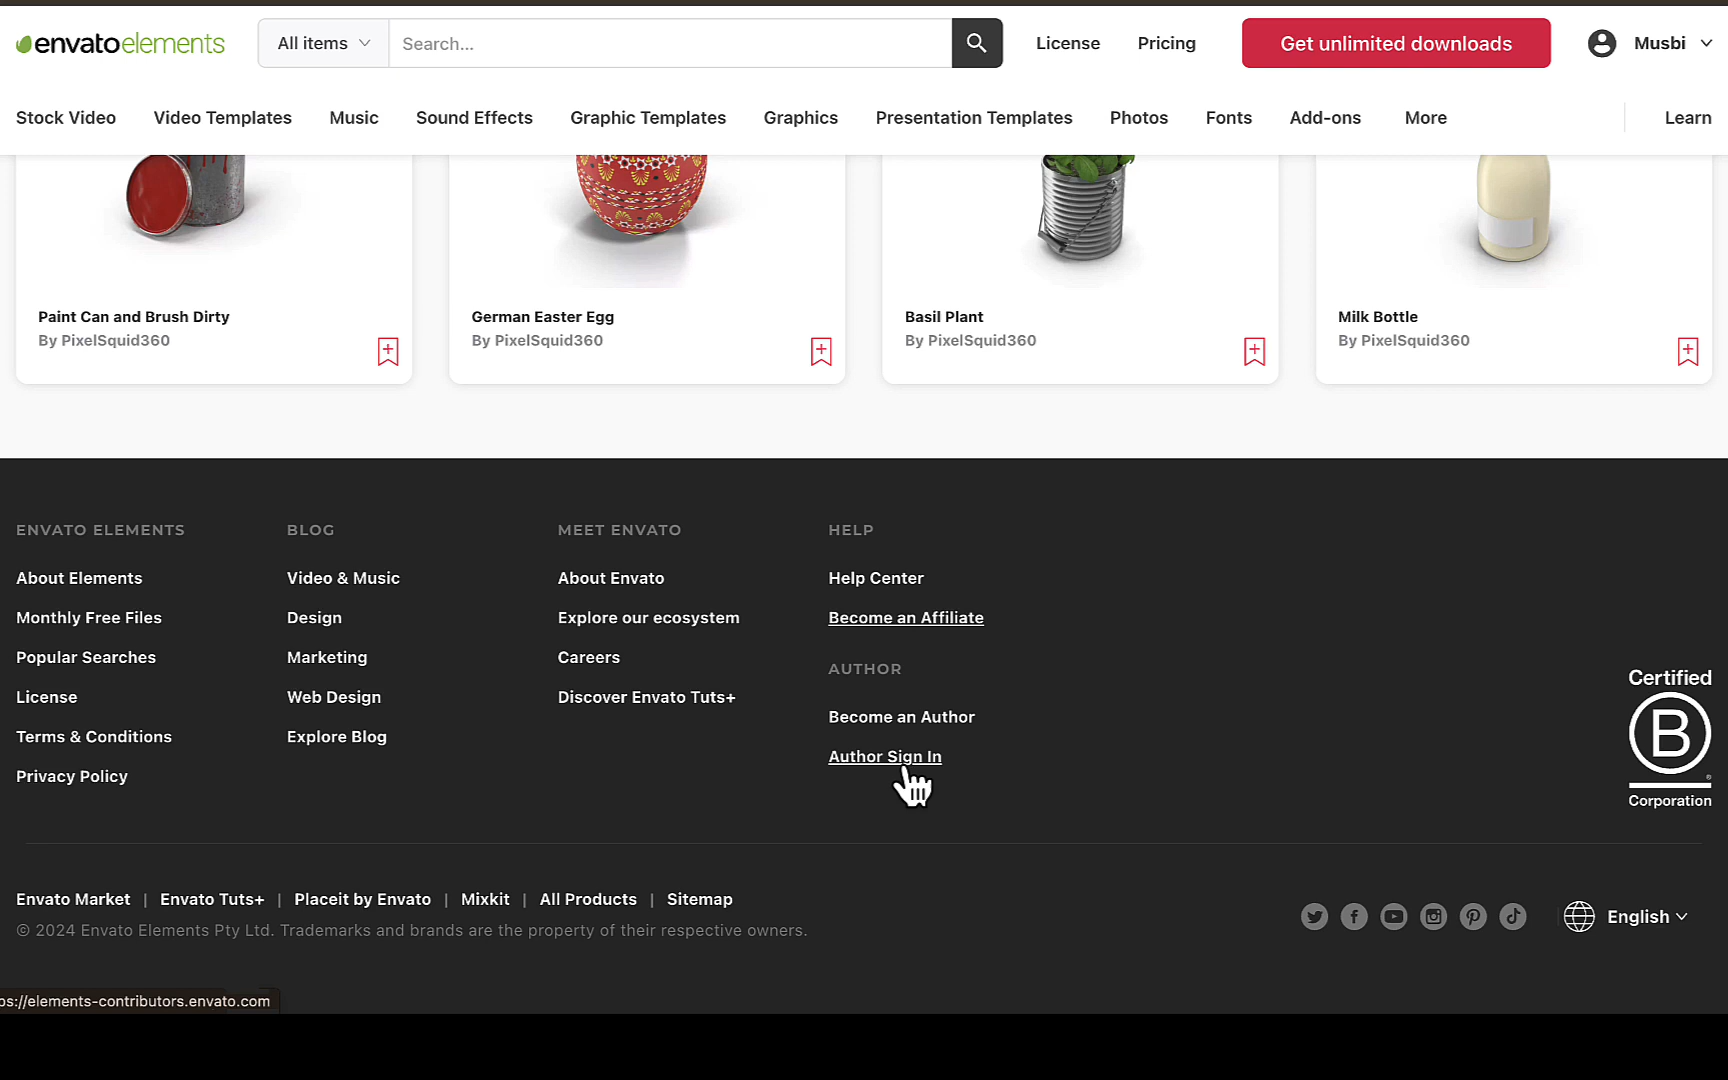 envatoelements
All items
Search...
License
Pricing
Get unlimited downloads
Musbi
Stock Video
Video Templates
Music
Sound Effects
Graphic Templates
Graphics
Presentation Templates
Photos
Fonts
Add-ons
More
Learn
Paint Can and Brush Dirty
By PixelSquid360
German Easter Egg
By PixelSquid360
Basil Plant
By PixelSquid360
Milk Bottle
By PixelSquid360
ENVATO ELEMENTS
About Elements
Monthly Free Files
Popular Searches
License
Terms & Conditions
Privacy Policy
BLOG
Video & Music
Design
Marketing
Web Design
Explore Blog
MEET ENVATO
About Envato
Explore our ecosystem
Careers
Discover Envato Tuts+
HELP
Help Center
Become an Affiliate
AUTHOR
Become an Author
Author Sign In
Certified
B
®
Corporation
Envato Market | Envato Tuts+ | Placeit by Envato | Mixkit | All Products | Sitemap
© 2024 Envato Elements Pty Ltd. Trademarks and brands are the property of their respective owners.
English
ps://elements-contributors.envato.com